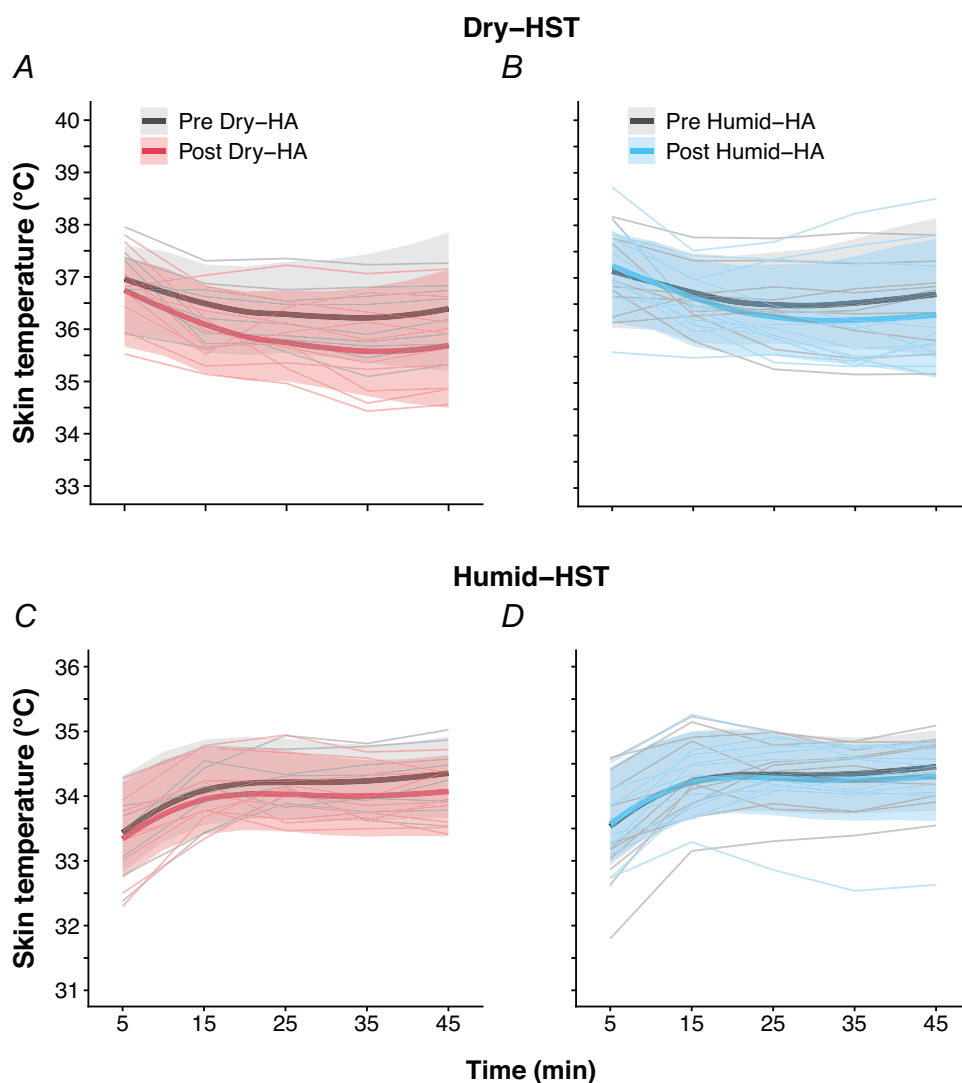 Dry–HST
A
B
Pre Dry–HA
Post Dry–HA
Pre Humid–HA
Post Humid–HA
Skin temperature (°C)
40
39
38
37
36
35
34
33
Humid–HST
C
D
Skin temperature (°C)
36
35
34
33
32
31
5 15 25 35 45
5 15 25 35 45
Time (min)